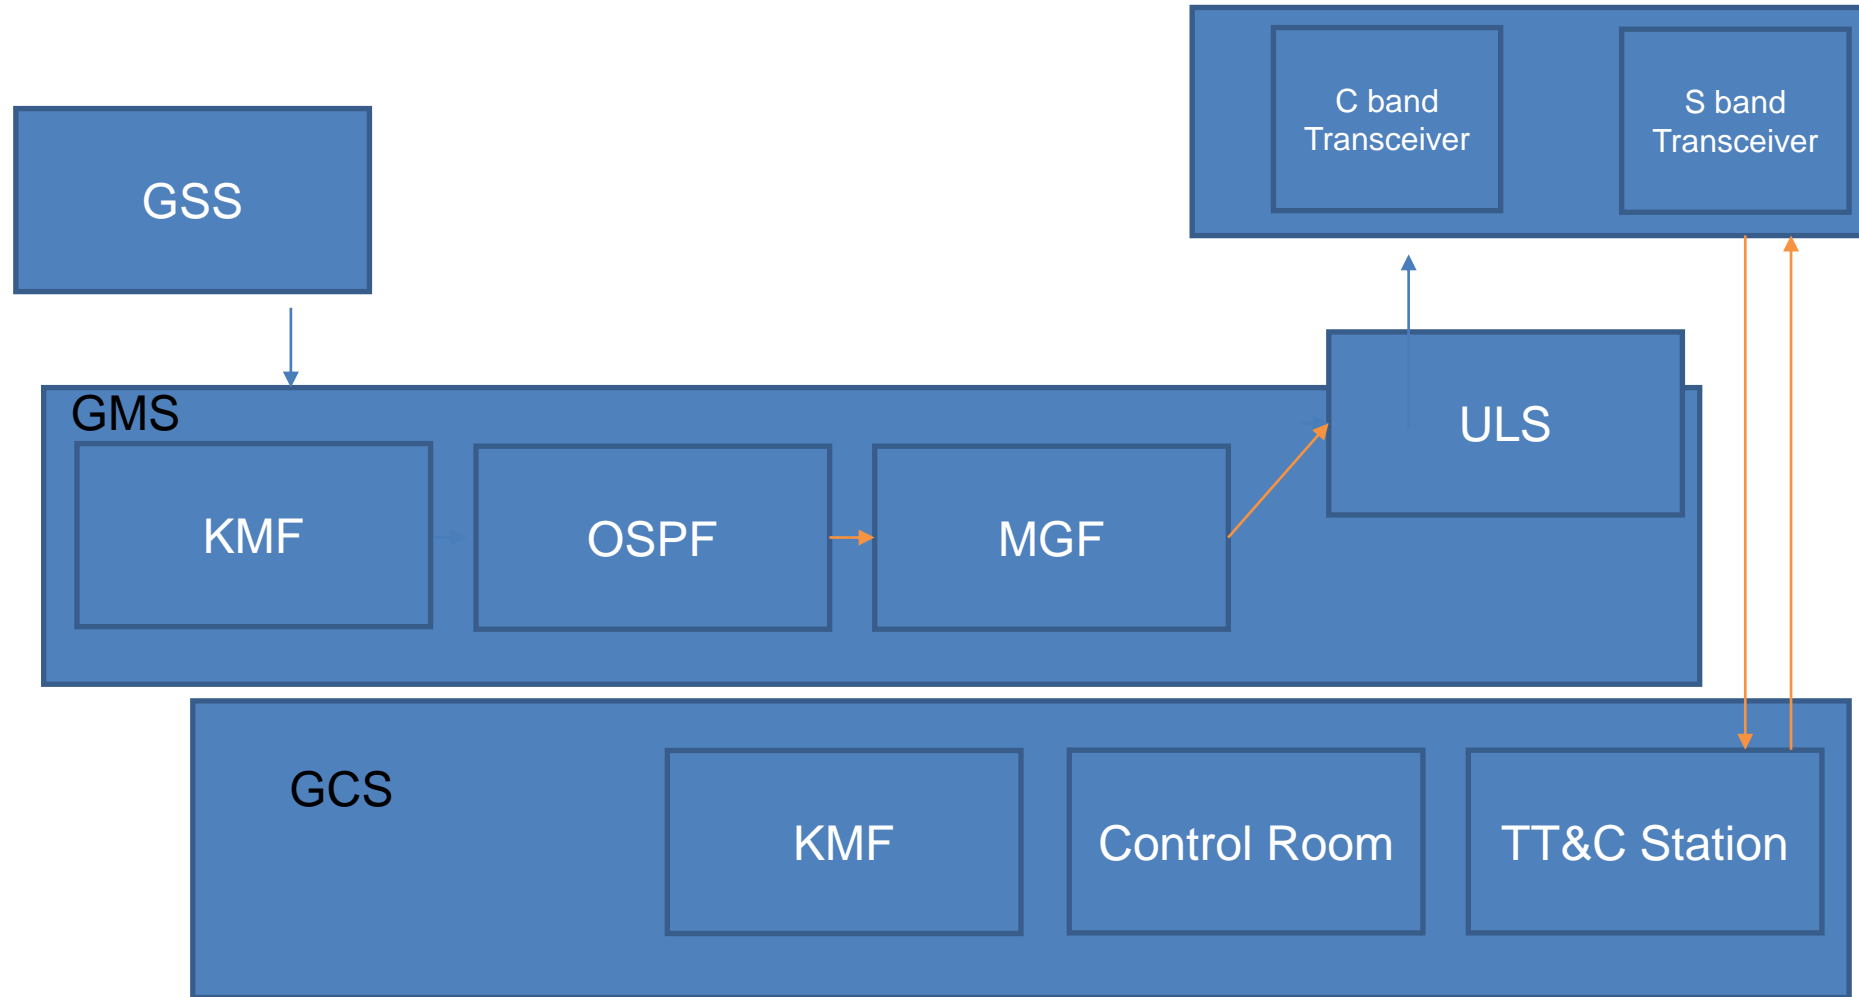 C band
Transceiver
S band
Transceiver
GSS
GMS
ULS
KMF
OSPF
MGF
GCS
KMF
Control Room
TT&C Station